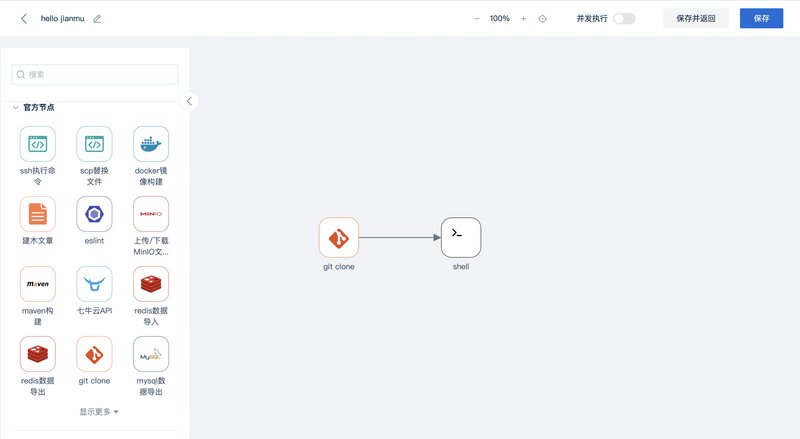 hello jianmu
100%
并发执行
保存并返回
保存
搜索
官方节点
ssh执行命
令
scp替换
文件
docker镜
像构建
建木文章
eslint
MINIO
上传/下载
MinIO文...
maven
maven构
建
七牛云API
redis数据
导入
redis数据
导出
git clone
MySQL
mysql数
据导出
显示更多
git clone
shell